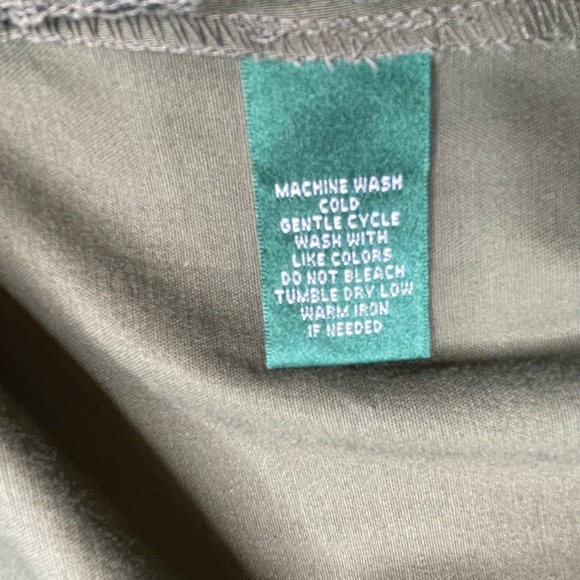 MACHINE WASH
COLD
GENTLE CYCLE
WASH WITH
LIKE COLORS
DO NOT BLEACH
TUMBLE DRY LOW
WARM IRON
IF NEEDED